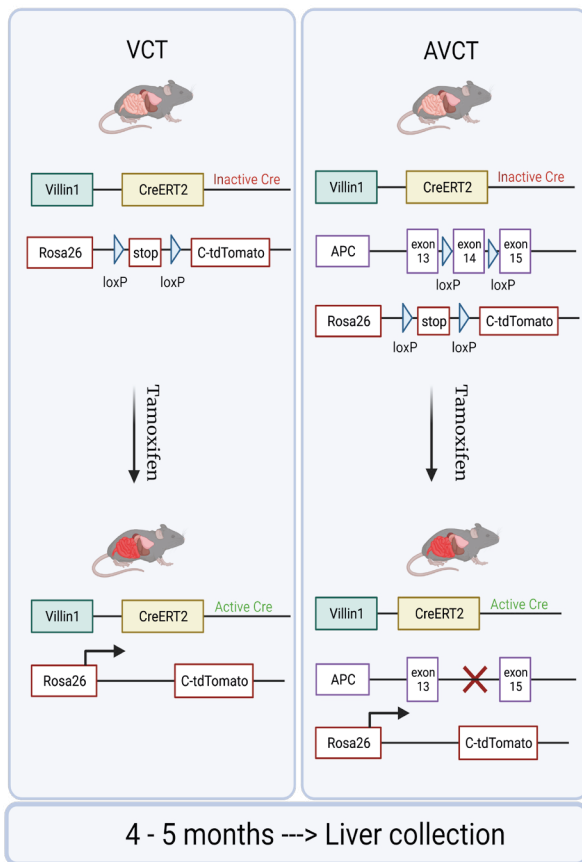 VCT
Villin1
CreERT2
Inactive Cre
Rosa26
stop
C-tdTomato
loxP
loxP
Tamoxifen
Villin1
CreERT2
Active Cre
Rosa26
C-tdTomato
AVCT
Villin1
CreERT2
Inactive Cre
APC
exon
13
exon
14
exon
15
loxP
loxP
Rosa26
stop
C-tdTomato
loxP
loxP
Tamoxifen
Villin1
CreERT2
Active Cre
APC
exon
13
exon
15
Rosa26
C-tdTomato
4 - 5 months ---> Liver collection